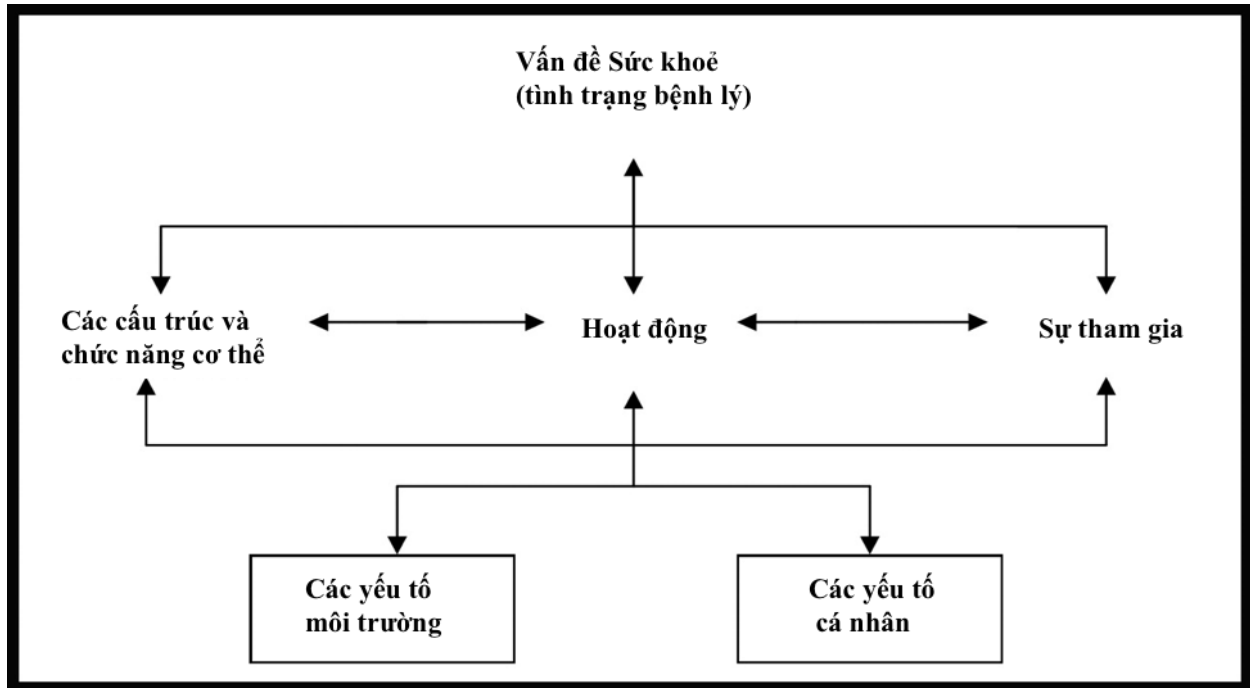 Vấn đề Sức khoẻ
(tình trạng bệnh lý)
Các cấu trúc và
chức năng cơ thể
Hoạt động
Sự tham gia
Các yếu tố
môi trường
Các yếu tố
cá nhân